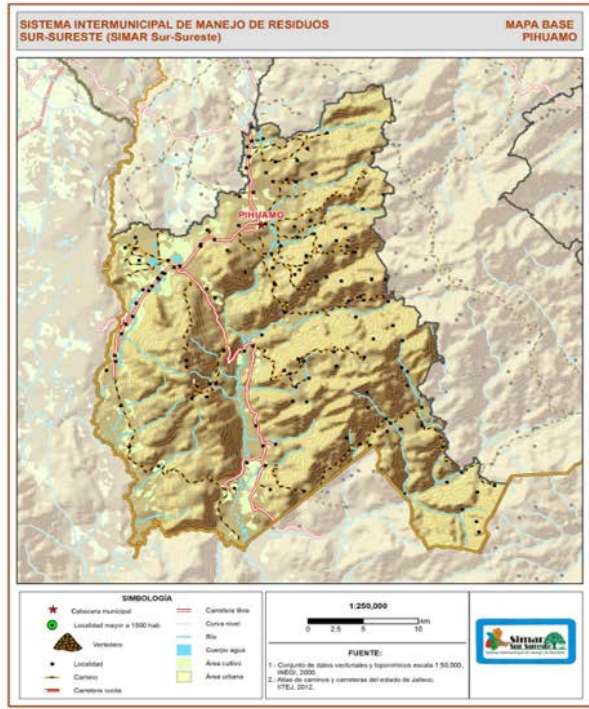 SISTEMA INTERMUNICIPAL DE MANEJO DE RESIDUOS
SUR-SURESTE (SIMAR Sur-Sureste)
MAPA BASE
PIHUAMO
PIHUAMO
SIMBOLOGÍA
Cabecera municipal
Localidad mayor a 1500 hab.
Vertedero
Localidad
Camino
Carretera cuota
Carretera libre
Curva nivel
Río
Cuerpo agua
Área cultivo
Área urbana
1:250,000
0 2.5 5 10
km
FUENTE:
1.- Conjunto de datos vectoriales y toponímicos escala 1:50,000,
INEGI, 2000.
2.- Atlas de caminos y carreteras del estado de Jalisco,
IITEJ, 2012.
Simar
Sur Sureste